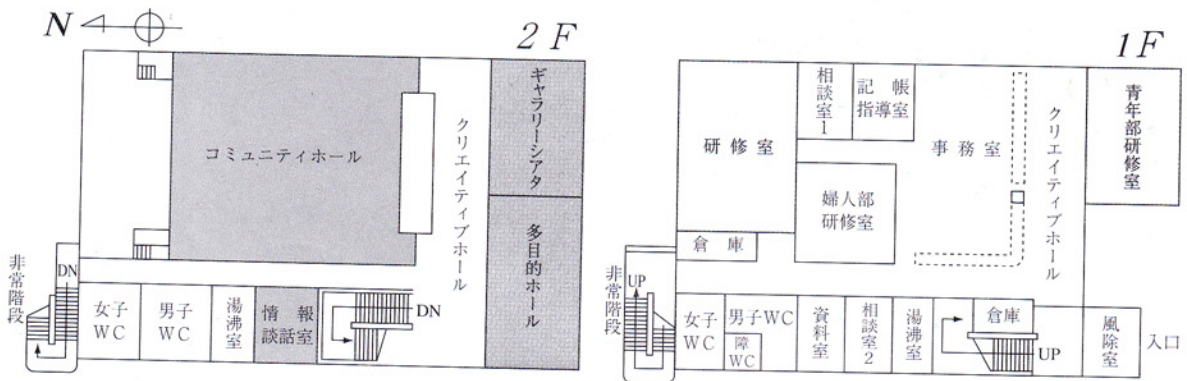 N
2 F
コミュニティホール
クリエイティブホール
ギャラリーシアタ
多目的ホール
非常階段
DN
女子
WC
男子
WC
湯沸室
情報
談話室
DN
1F
研修室
相談室1
記帳
指導室
事務室
クリエイティブホール
青年部研修室
婦人部
研修室
倉庫
非常階段
UP
女子
WC
男子WC
障
WC
資料室
相談室2
湯沸室
倉庫
UP
風除室
入口